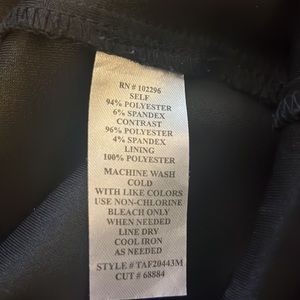 RN # 102296
SELF
94% POLYESTER
6% SPANDEX
CONTRAST
96% POLYESTER
4% SPANDEX
LINING
100% POLYESTER
MACHINE WASH
COLD
WITH LIKE COLORS
USE NON-CHLORINE
BLEACH ONLY
WHEN NEEDED
LINE DRY
COOL IRON
AS NEEDED
STYLE # TAF20443M
CUT # 68884